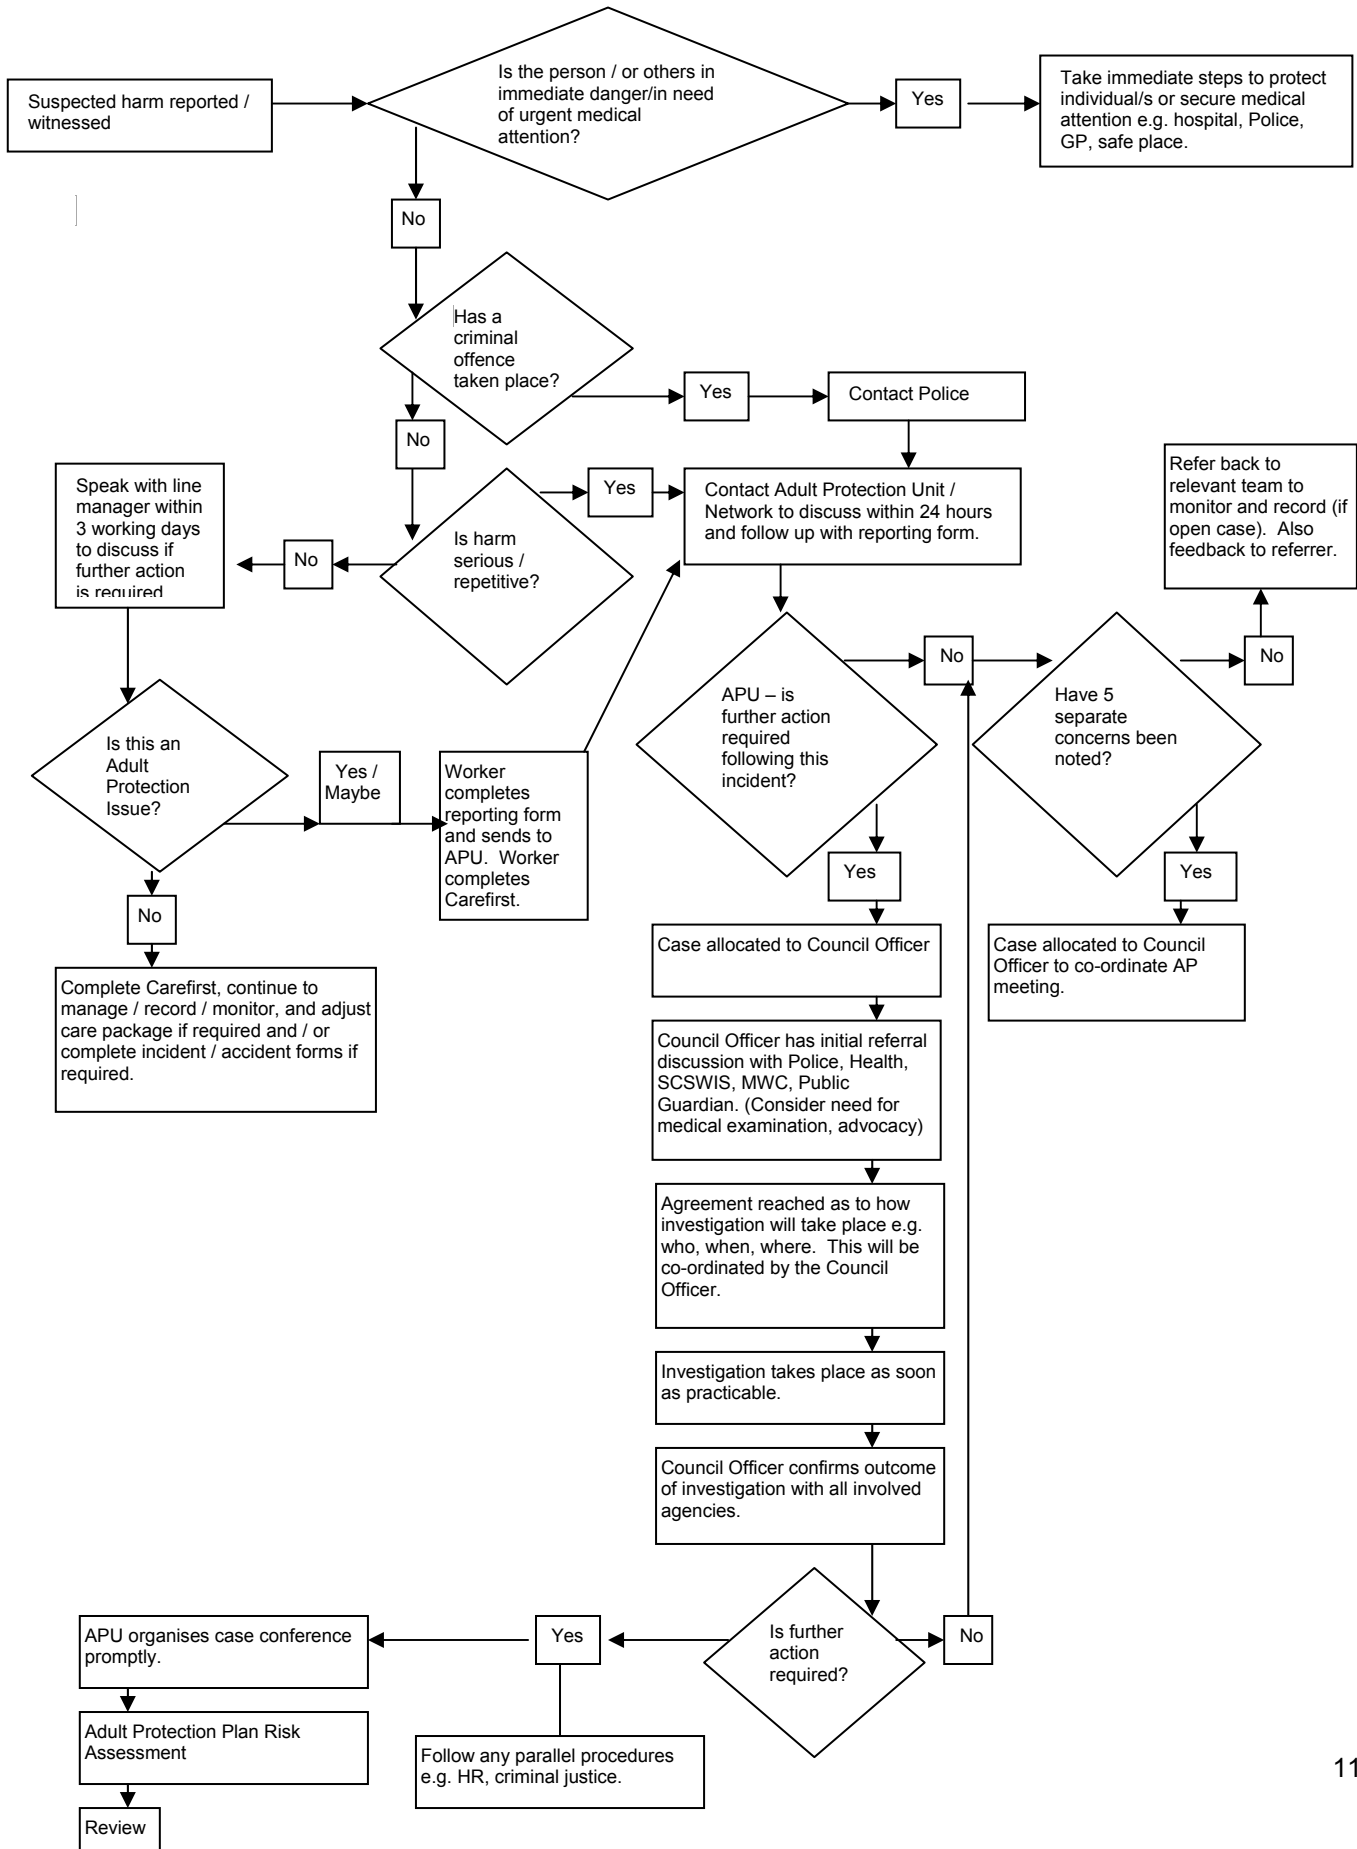 Suspected harm reported /
witnessed
Is the person / or others in
immediate danger/in need
of urgent medical
attention?
Yes
Take immediate steps to protect
individual/s or secure medical
attention e.g. hospital, Police,
GP, safe place.
No
Has a
criminal
offence
taken place?
Yes
Contact Police
No
Speak with line
manager within
3 working days
to discuss if
further action
is required
No
Is harm
serious /
repetitive?
Yes
Contact Adult Protection Unit /
Network to discuss within 24 hours
and follow up with reporting form.
Refer back to
relevant team to
monitor and record (if
open case).  Also
feedback to referrer.
Is this an
Adult
Protection
Issue?
Yes /
Maybe
Worker
completes
reporting form
and sends to
APU.  Worker
completes
Carefirst.
APU – is
further action
required
following this
incident?
No
Have 5
separate
concerns been
noted?
No
No
Yes
Yes
Complete Carefirst, continue to
manage / record / monitor, and adjust
care package if required and / or
complete incident / accident forms if
required.
Case allocated to Council Officer
Case allocated to Council
Officer to co-ordinate AP
meeting.
Council Officer has initial referral
discussion with Police, Health,
SCSWIS, MWC, Public
Guardian. (Consider need for
medical examination, advocacy)
Agreement reached as to how
investigation will take place e.g.
who, when, where.  This will be
co-ordinated by the Council
Officer.
Investigation takes place as soon
as practicable.
Council Officer confirms outcome
of investigation with all involved
agencies.
Is further
action
required?
No
Yes
APU organises case conference
promptly.
Adult Protection Plan Risk
Assessment
Follow any parallel procedures
e.g. HR, criminal justice.
Review
11